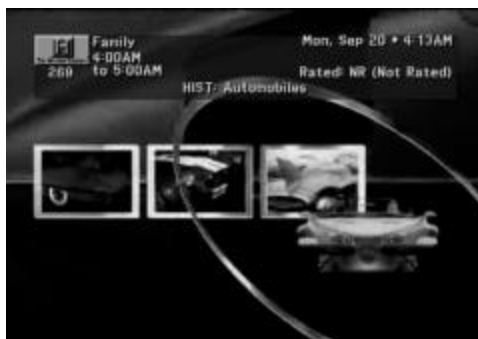 H
Family
4:00AM
to 5:00AM
269
Mon, Sep 20 • 4:13AM
Rated: NR (Not Rated)
HIST: Automobiles